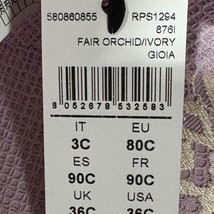 580860855 RPS1294
876I
FAIR ORCHID/IVORY
GIOIA
8 052678 532583
IT EU
3C 80C
ES FR
90C 90C
UK USA
36C 36C